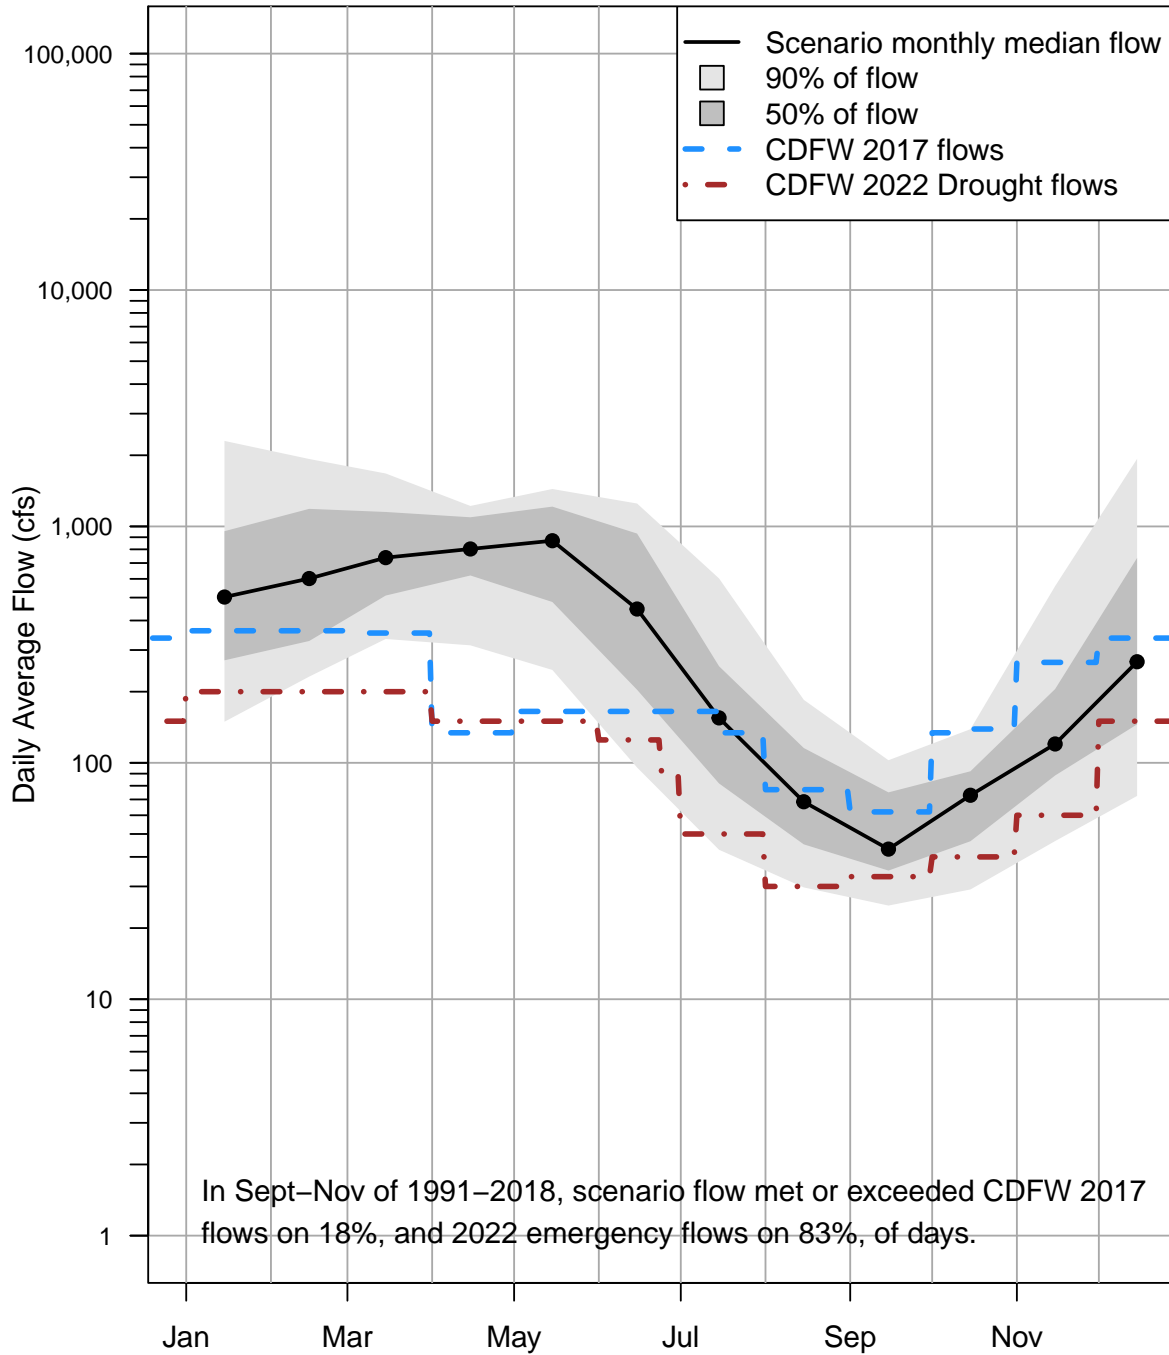 Scenario monthly median flow
90% of flow
50% of flow
CDFW 2017 flows
CDFW 2022 Drought flows
100,000
10,000
1,000
100
10
1
Daily Average Flow (cfs)
In Sept−Nov of 1991−2018, scenario flow met or exceeded CDFW 2017
flows on 18%, and 2022 emergency flows on 83%, of days.
Jan
Mar
May
Jul
Sep
Nov